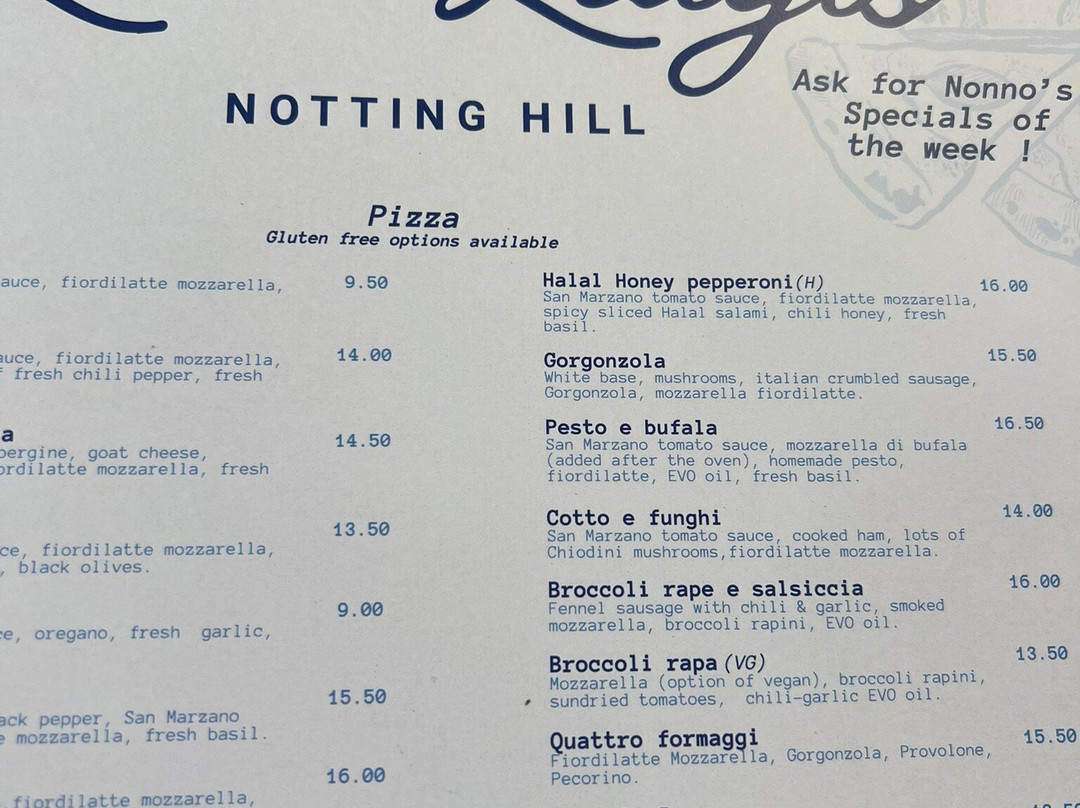 NOTTING HILL
Ask for Nonno's
Specials of
the week !
Pizza
Gluten free options available
fiordilatte mozzarella,
9.50
fiordilatte mozzarella,
fresh chili pepper, fresh
14.00
goat cheese,
mozzarella, fresh
14.50
fiordilatte mozzarella,
, black olives.
13.50
oregano, fresh garlic,
9.00
pepper, San Marzano
mozzarella, fresh basil.
15.50
fiordilatte mozzarella,
16.00
Halal Honey pepperoni(H)
16.00
San Marzano tomato sauce, fiordilatte mozzarella,
spicy sliced Halal salami, chili honey, fresh
basil.
Gorgonzola
15.50
White base, mushrooms, italian crumbled sausage,
Gorgonzola, mozzarella fiordilatte.
Pesto e bufala
16.50
San Marzano tomato sauce, mozzarella di bufala
(added after the oven), homemade pesto,
fiordilatte, EVO oil, fresh basil.
Cotto e funghi
14.00
San Marzano tomato sauce, cooked ham, lots of
Chiodini mushrooms,fiordilatte mozzarella.
Broccoli rape e salsiccia
16.00
Fennel sausage with chili & garlic, smoked
mozzarella, broccoli rapini, EVO oil.
Broccoli rapa (VG)
13.50
Mozzarella (option of vegan), broccoli rapini,
sundried tomatoes, chili-garlic EVO oil.
Quattro formaggi
15.50
Fiordilatte Mozzarella, Gorgonzola, Provolone,
Pecorino.